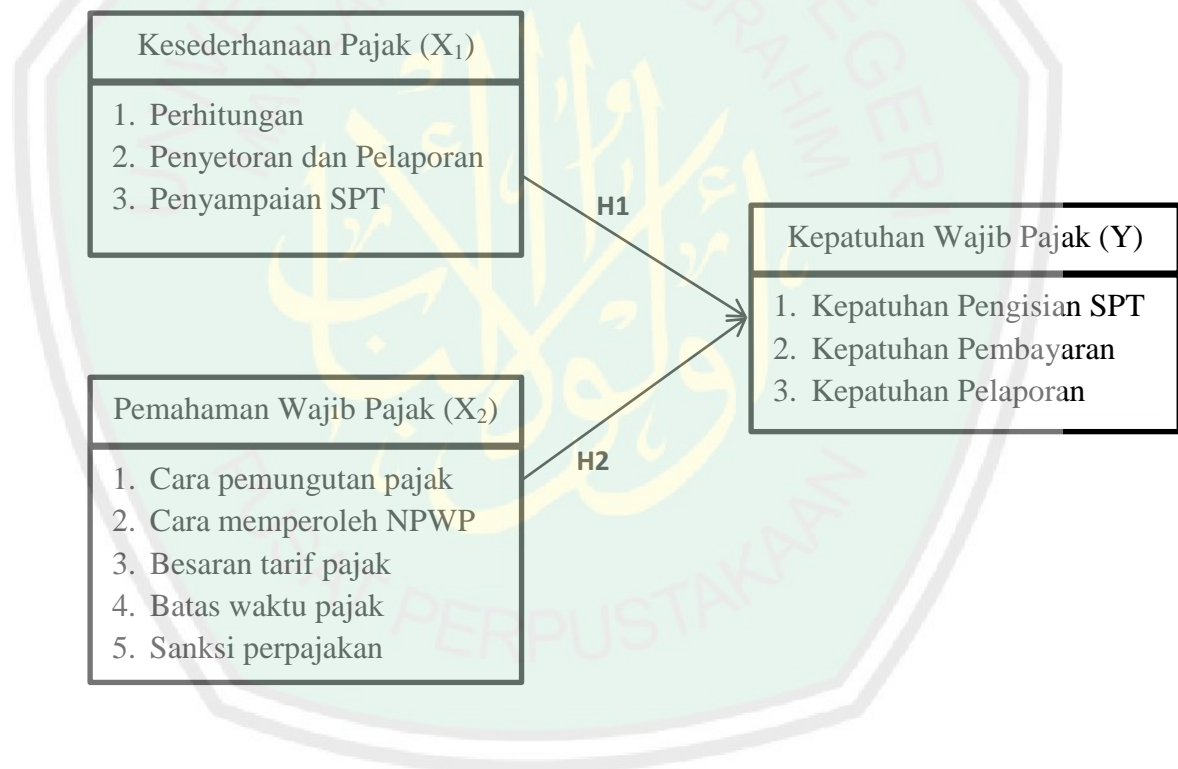 Kesederhanaan Pajak (X₁)
1. Perhitungan
2. Penyetoran dan Pelaporan
3. Penyampaian SPT
H1
Kepatuhan Wajib Pajak (Y)
1. Kepatuhan Pengisian SPT
2. Kepatuhan Pembayaran
3. Kepatuhan Pelaporan
Pemahaman Wajib Pajak (X₂)
1. Cara pemungutan pajak
2. Cara memperoleh NPWP
3. Besaran tarif pajak
4. Batas waktu pajak
5. Sanksi perpajakan
H2
PUSAT PERPUSTAKAAN